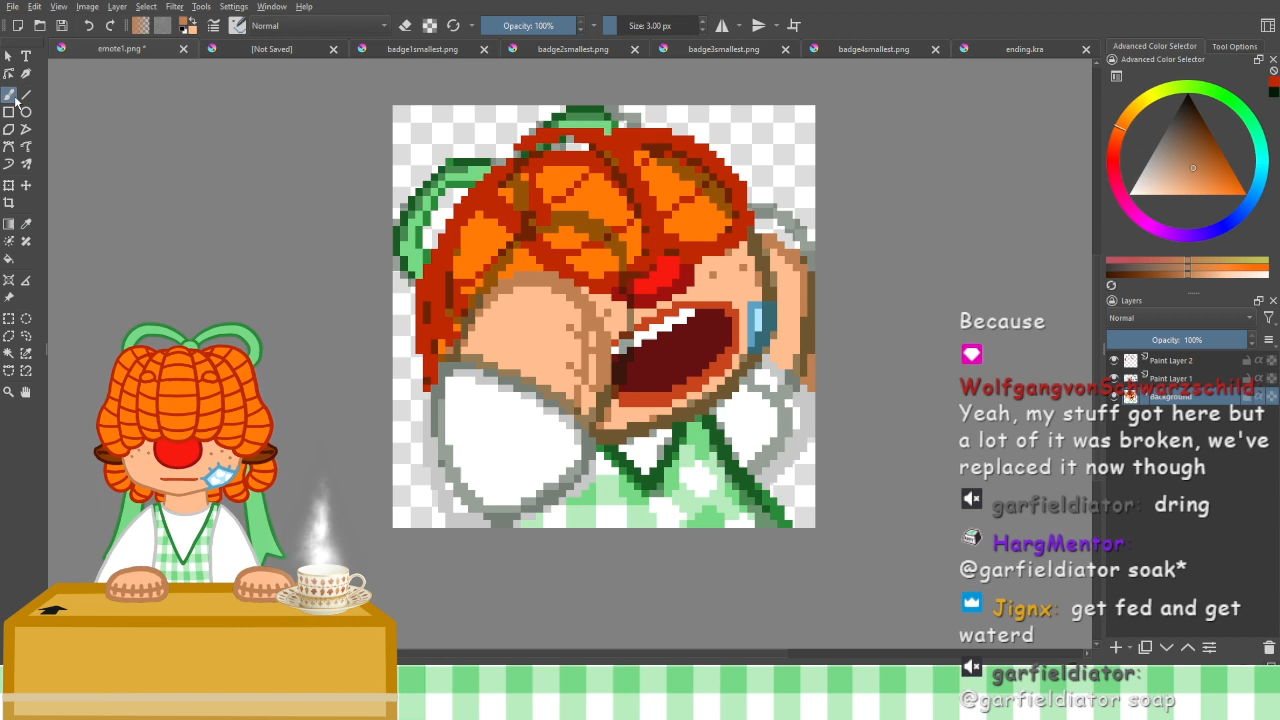 File Edit View Image Layer Select Filter Tools Settings Window Help
Normal
Opacity: 100%
Size: 3.00 px
emote1.png *
[Not Saved]
badge1smallest.png
badge2smallest.png
badge3smallest.png
badge4smallest.png
ending.kra
Advanced Color Selector
Tool Options
Advanced Color Selector
Layers
Normal
Opacity: 100%
Paint Layer 2
Paint Layer 1
Background
Because
WolfgangvonSchwarzschild
Yeah, my stuff got here but
a lot of it was broken, we've
replaced it now though
garfieldiator: dring
HargMentor:
@garfieldiator soak*
Jignx: get fed and get
waterd
garfieldiator:
@garfieldiator soap